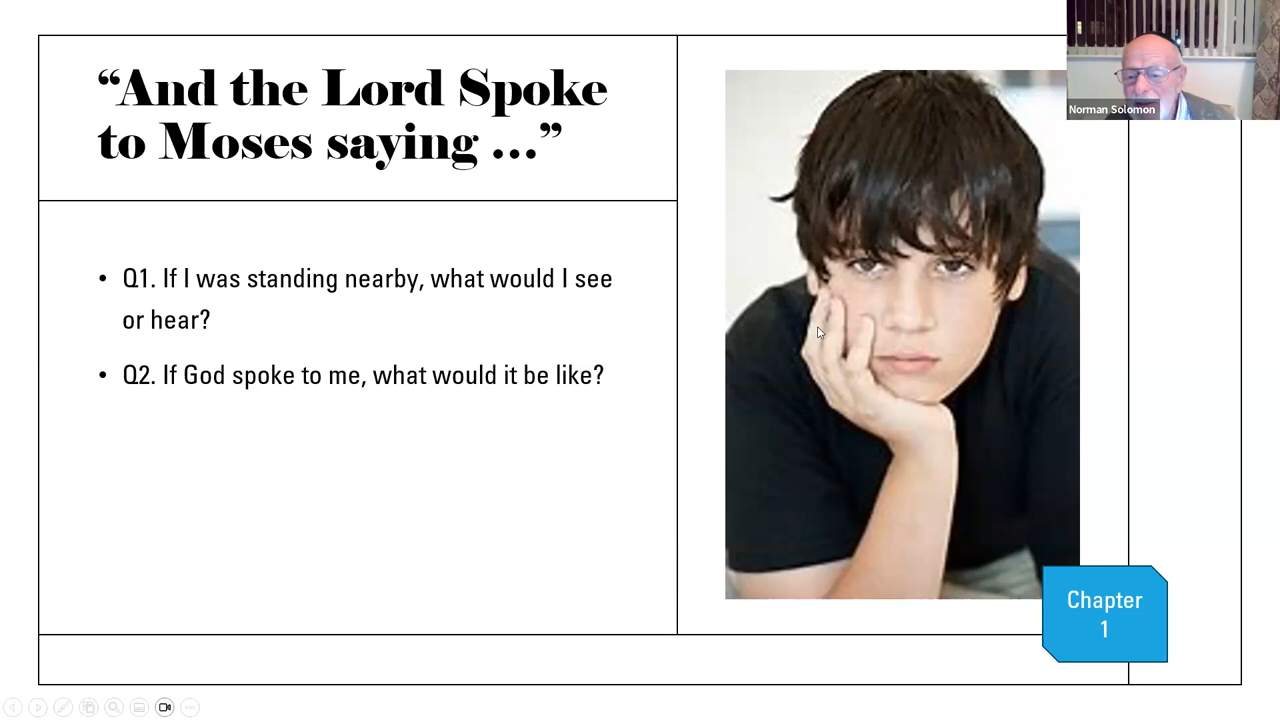 “And the Lord Spoke
to Moses saying …”
Norman Solomon
• Q1. If I was standing nearby, what would I see
or hear?
• Q2. If God spoke to me, what would it be like?
Chapter
1